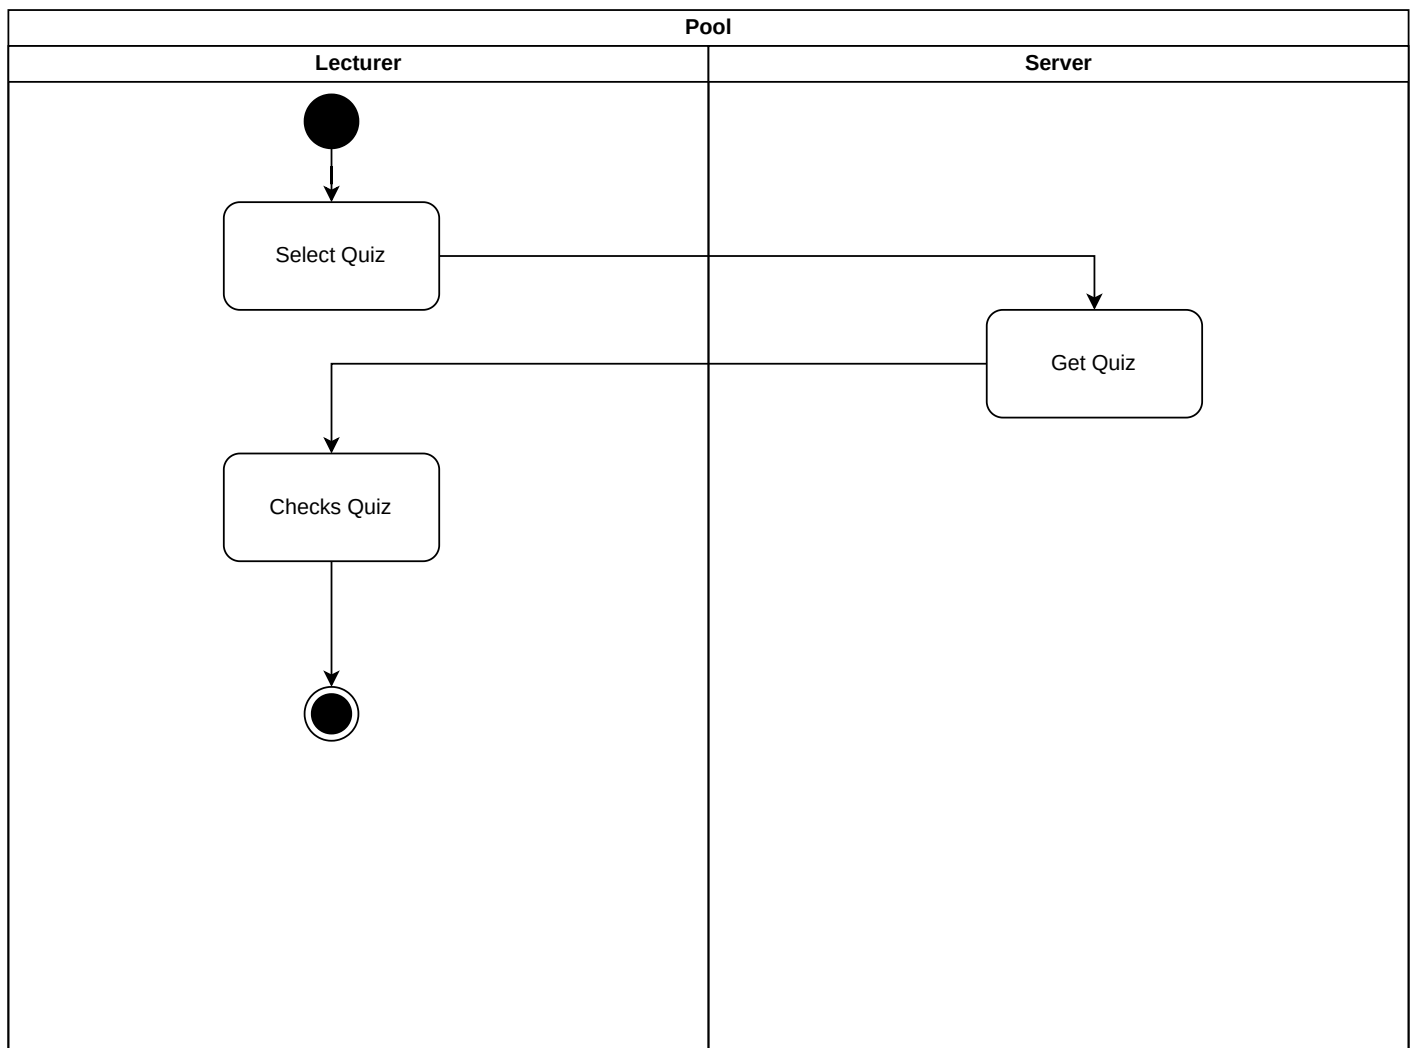 Pool
Lecturer
Server
Select Quiz
Get Quiz
Checks Quiz